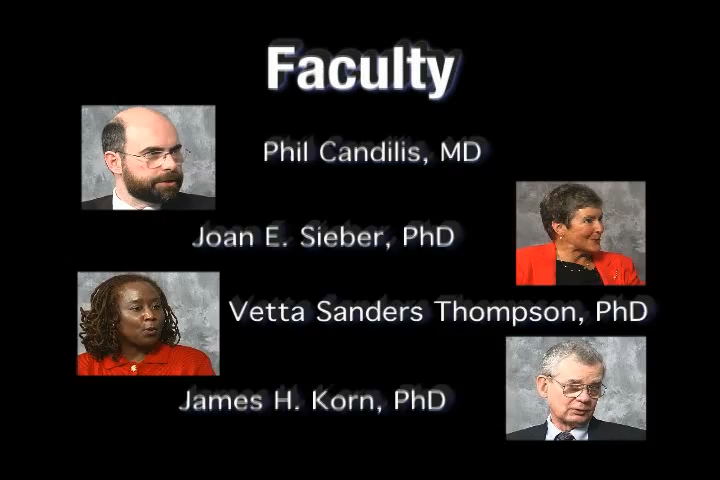 Faculty
Phil Candilis, MD
Joan E. Sieber, PhD
Vetta Sanders Thompson, PhD
James H. Korn, PhD